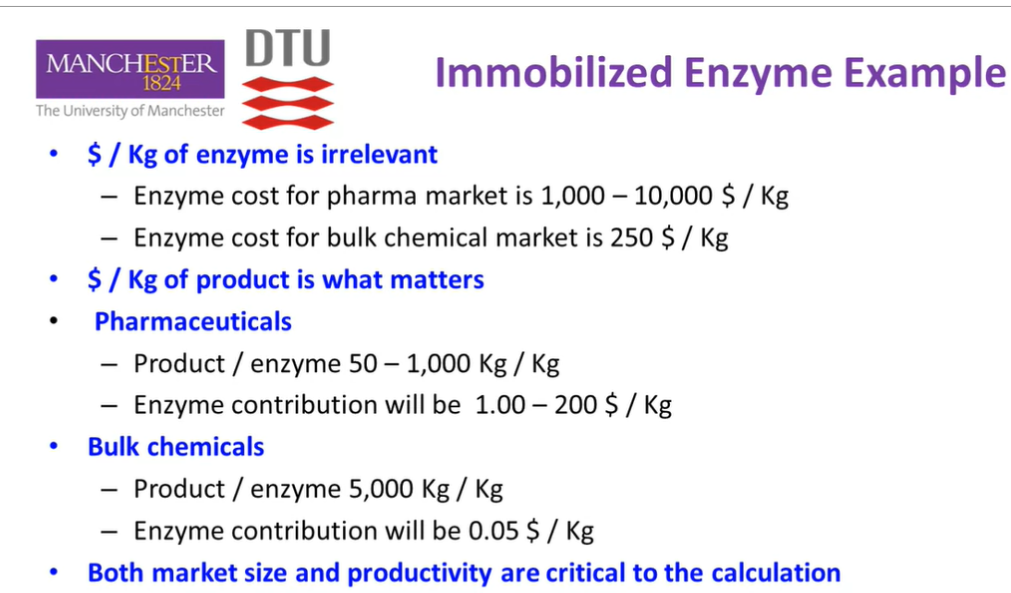 MANCHESTER
1824
The University of Manchester
DTU
Immobilized Enzyme Example
• $ / Kg of enzyme is irrelevant
– Enzyme cost for pharma market is 1,000 – 10,000 $ / Kg
– Enzyme cost for bulk chemical market is 250 $ / Kg
• $ / Kg of product is what matters
• Pharmaceuticals
– Product / enzyme 50 – 1,000 Kg / Kg
– Enzyme contribution will be 1.00 – 200 $ / Kg
• Bulk chemicals
– Product / enzyme 5,000 Kg / Kg
– Enzyme contribution will be 0.05 $ / Kg
• Both market size and productivity are critical to the calculation